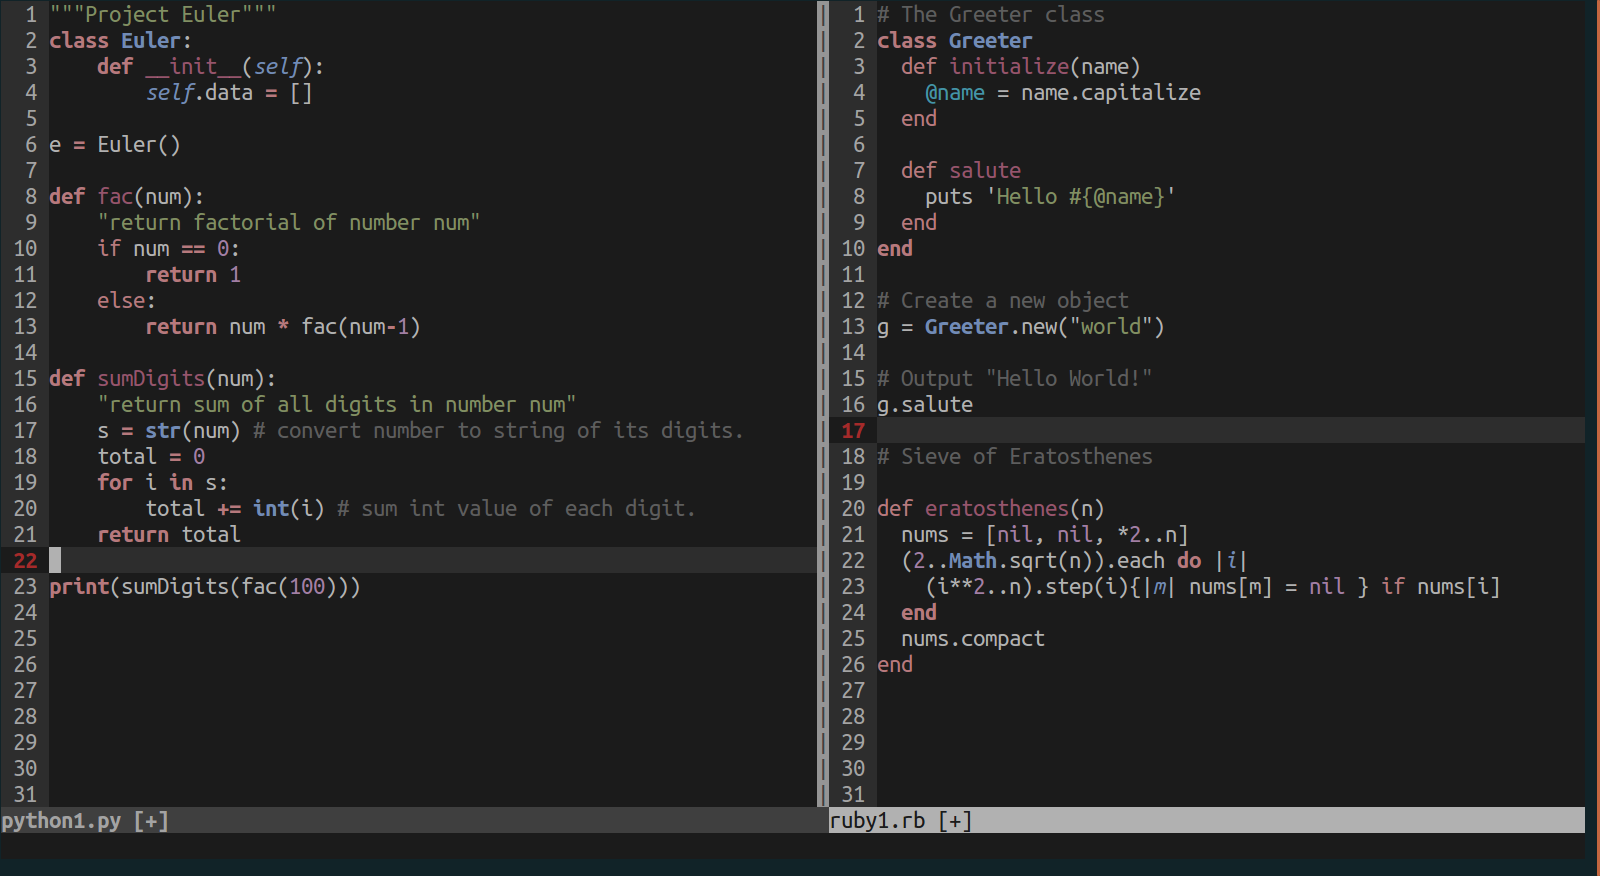 1 """Project Euler"""
2 class Euler:
3     def __init__(self):
4         self.data = []
5
6 e = Euler()
7
8 def fac(num):
9     "return factorial of number num"
10     if num == 0:
11         return 1
12     else:
13         return num * fac(num-1)
14
15 def sumDigits(num):
16     "return sum of all digits in number num"
17     s = str(num) # convert number to string of its digits.
18     total = 0
19     for i in s:
20         total += int(i) # sum int value of each digit.
21     return total
22
23 print(sumDigits(fac(100)))
24
25
26
27
28
29
30
31
python1.py [+]
1 # The Greeter class
2 class Greeter
3   def initialize(name)
4     @name = name.capitalize
5   end
6
7   def salute
8     puts 'Hello #{@name}'
9   end
10 end
11
12 # Create a new object
13 g = Greeter.new("world")
14
15 # Output "Hello World!"
16 g.salute
17
18 # Sieve of Eratosthenes
19
20 def eratosthenes(n)
21   nums = [nil, nil, *2..n]
22   (2..Math.sqrt(n)).each do |i|
23     (i**2..n).step(i){|m| nums[m] = nil } if nums[i]
24   end
25   nums.compact
26 end
27
28
29
30
31
ruby1.rb [+]